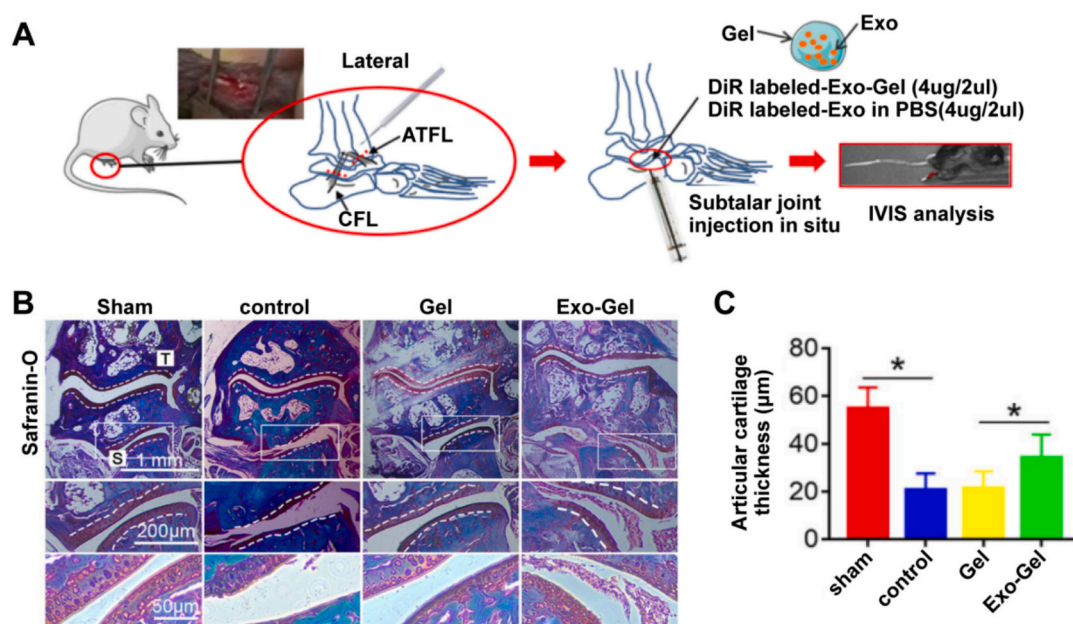 A
Lateral
ATFL
CFL
Gel
Exo
DiR labeled-Exo-Gel (4ug/2ul)
DiR labeled-Exo in PBS(4ug/2ul)
Subtalar joint
injection in situ
IVIS analysis
B
Sham
control
Gel
Exo-Gel
Safranin-O
T
S
1 mm
200μm
50μm
C
Articular cartilage
thickness (μm)
80
60
40
20
0
*
*
sham
control
Gel
Exo-Gel